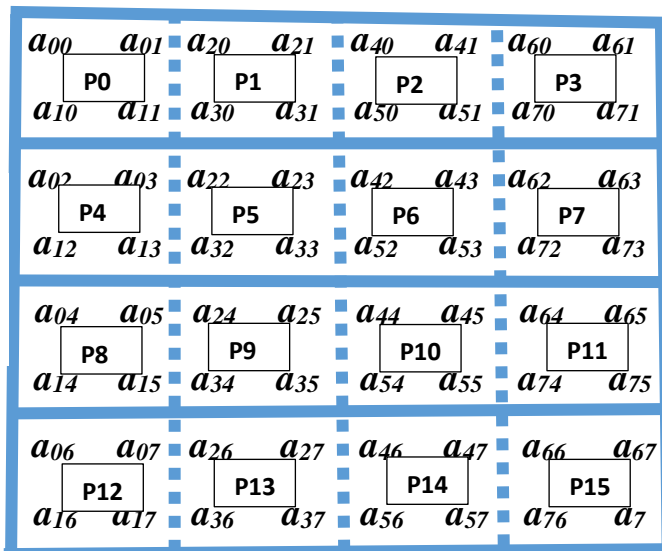 a00 a01 a20 a21 a40 a41 a60 a61
P0 P1 P2 P3
a10 a11 a30 a31 a50 a51 a70 a71
a02 a03 a22 a23 a42 a43 a62 a63
P4 P5 P6 P7
a12 a13 a32 a33 a52 a53 a72 a73
a04 a05 a24 a25 a44 a45 a64 a65
P8 P9 P10 P11
a14 a15 a34 a35 a54 a55 a74 a75
a06 a07 a26 a27 a46 a47 a66 a67
P12 P13 P14 P15
a16 a17 a36 a37 a56 a57 a76 a7